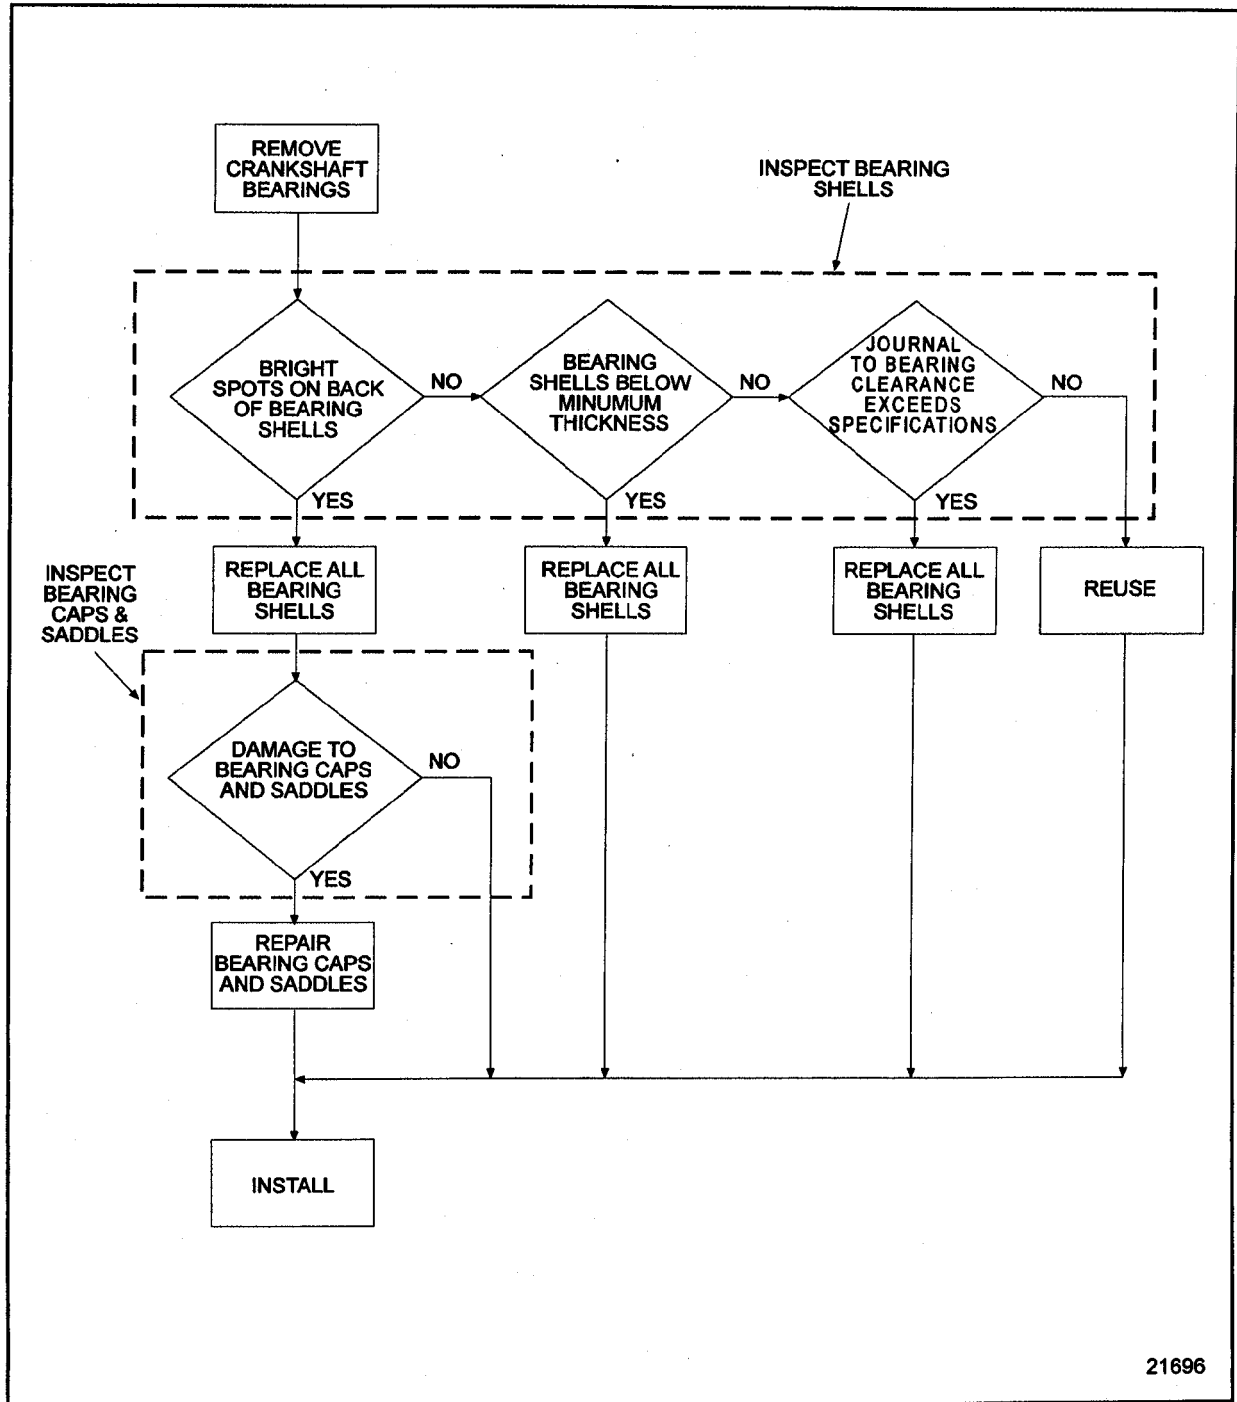 REMOVE
CRANKSHAFT
BEARINGS
INSPECT BEARING
SHELLS
BRIGHT
SPOTS ON BACK
OF BEARING
SHELLS
NO
YES
BEARING
SHELLS BELOW
MINUMUM
THICKNESS
NO
YES
JOURNAL
TO BEARING
CLEARANCE
EXCEEDS
SPECIFICATIONS
NO
YES
INSPECT
BEARING
CAPS &
SADDLES
REPLACE ALL
BEARING
SHELLS
REPLACE ALL
BEARING
SHELLS
REPLACE ALL
BEARING
SHELLS
REUSE
DAMAGE TO
BEARING CAPS
AND SADDLES
NO
YES
REPAIR
BEARING CAPS
AND SADDLES
INSTALL
21696